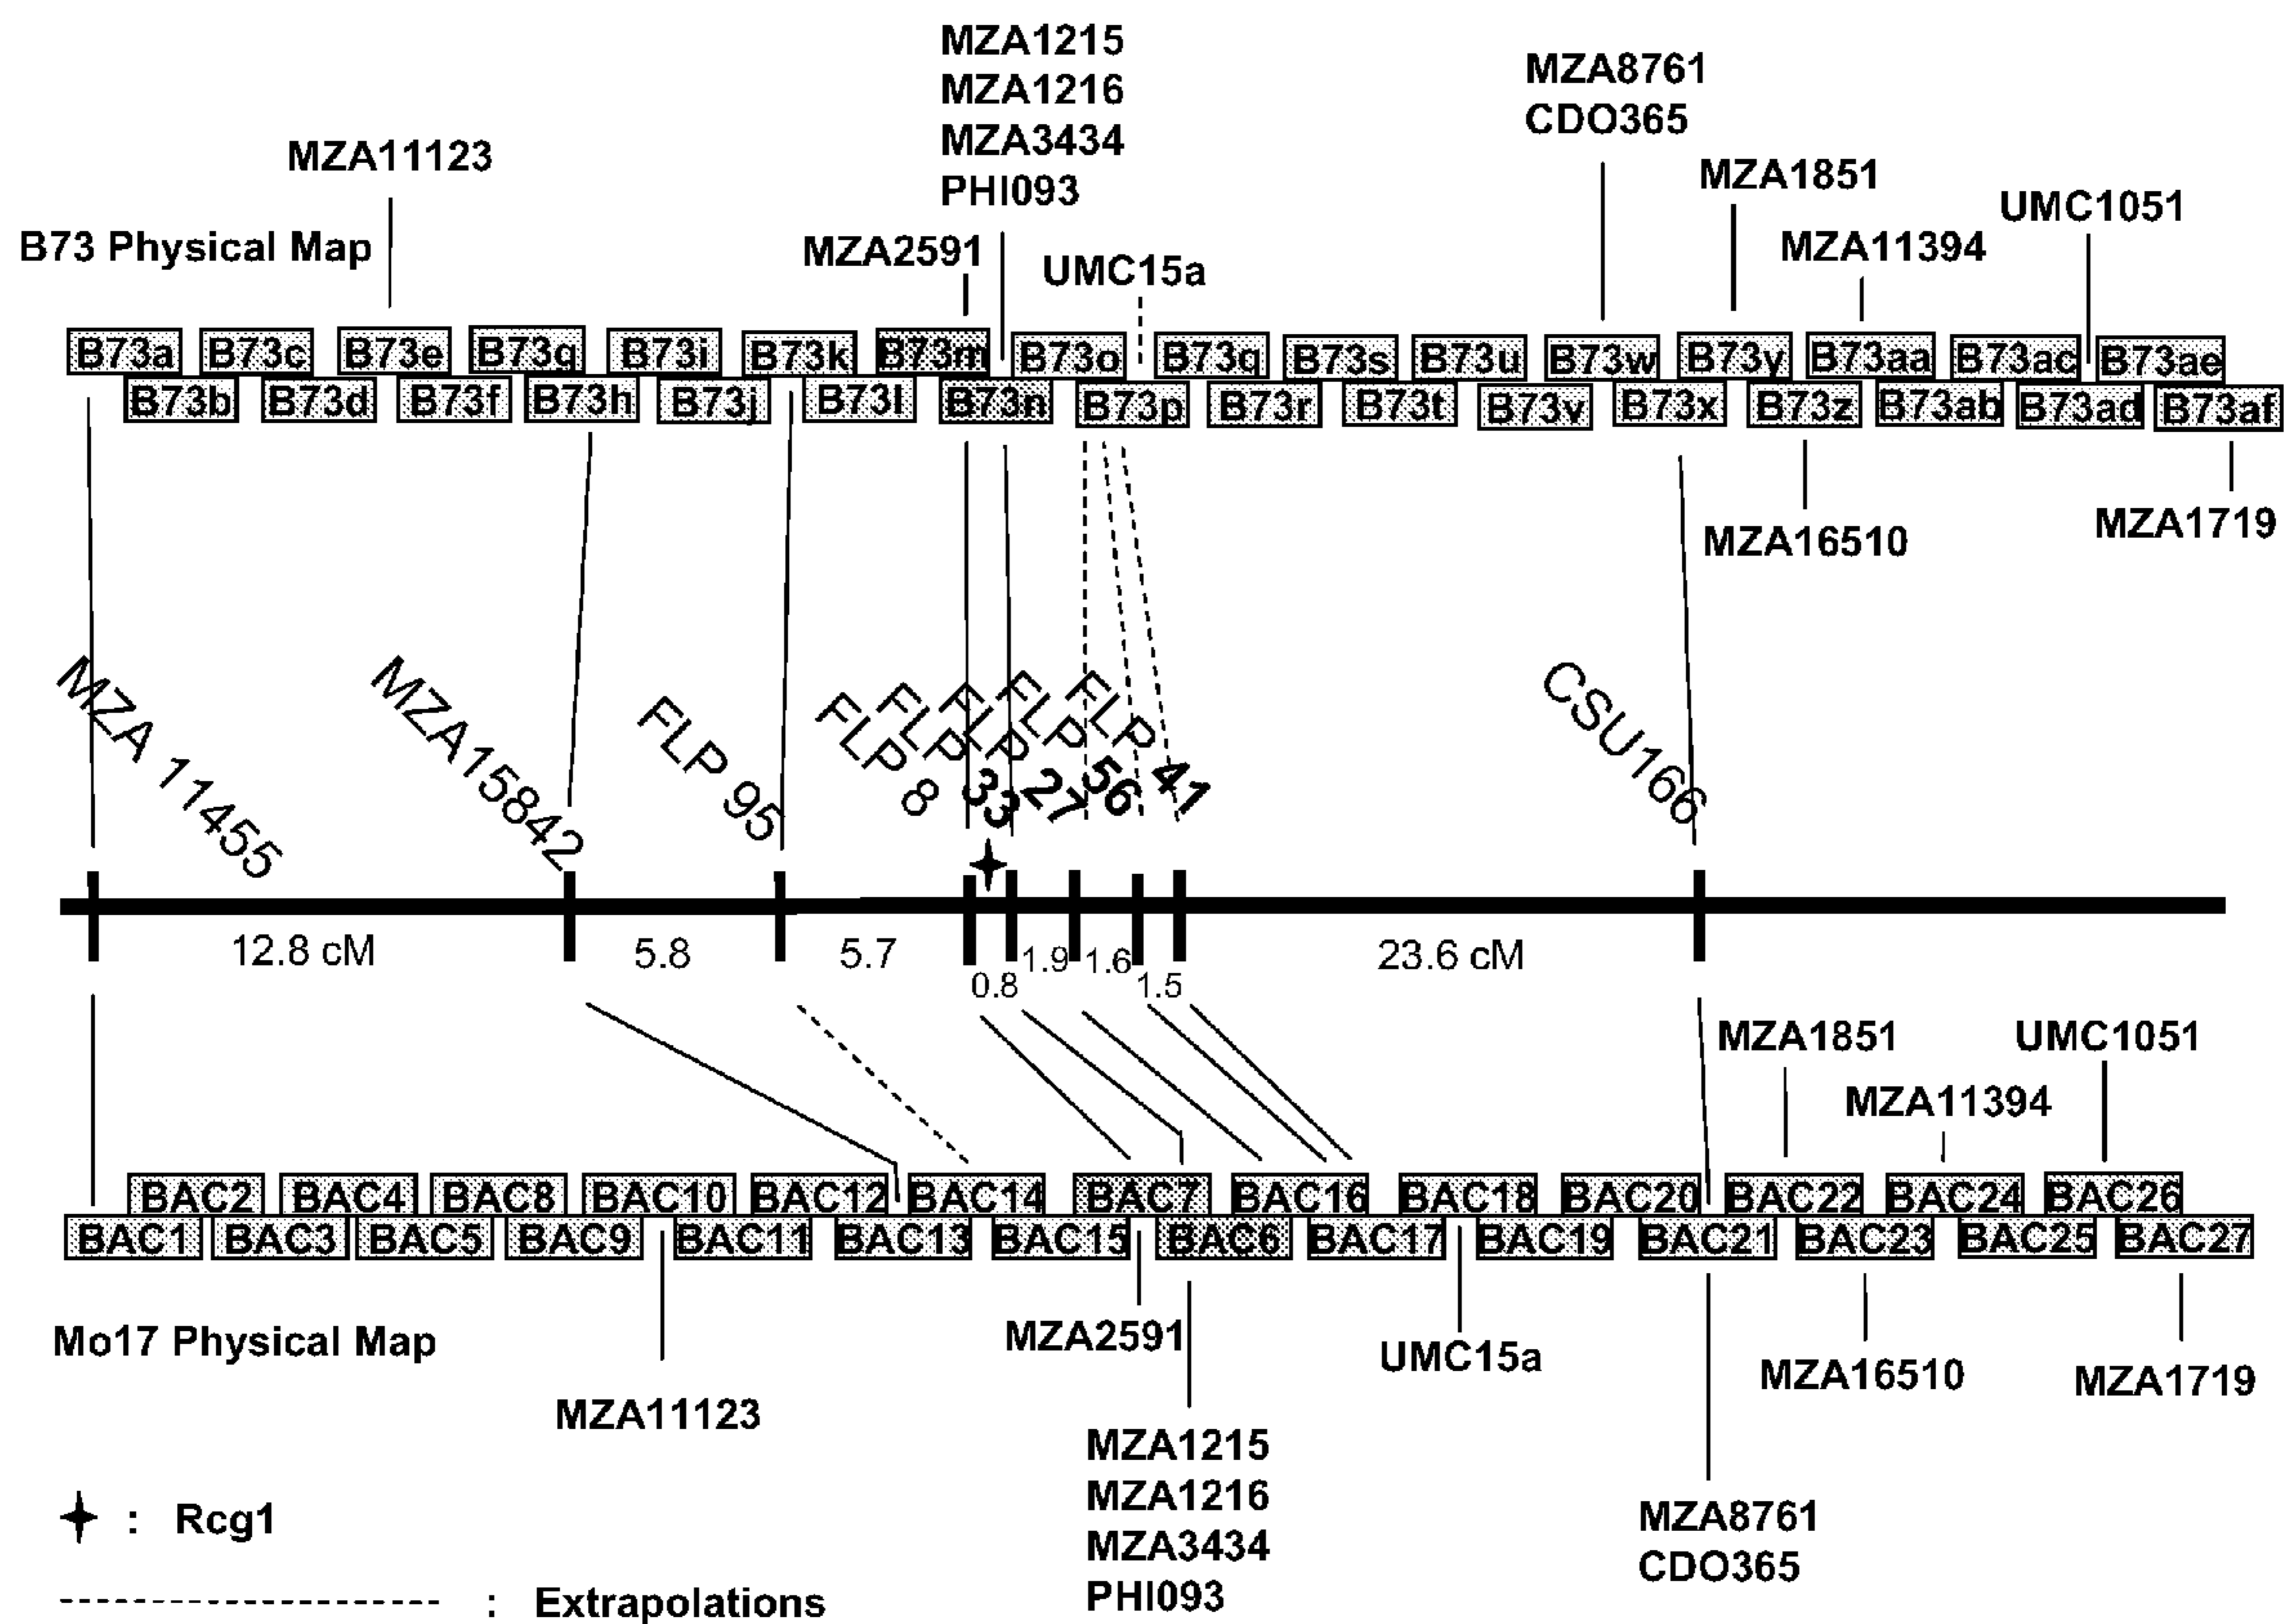 MZA1215
MZA1216
MZA3434
PHI093
MZA8761
CDO365
MZA11123
MZA1851
UMC1051
B73 Physical Map
MZA2591
UMC15a
MZA11394
B73a B73c B73e B73g B73i B73k B73m B73o B73q B73s B73u B73w B73y B73aa B73ac B73ae
B73b B73d B73f B73h B73j B73l B73n B73p B73r B73t B73v B73x B73z B73ab B73ad B73af
MZA16510
MZA1719
MZA 11455
MZA15842
FLP 95
FLP 8
FLP 33
FLP 27
FLP 56
FLP 41
CSU166
12.8 cM
5.8
5.7
0.8
1.9
1.6
1.5
23.6 cM
MZA1851
UMC1051
MZA11394
BAC2 BAC4 BAC8 BAC10 BAC12 BAC14 BAC7 BAC16 BAC18 BAC20 BAC22 BAC24 BAC26
BAC1 BAC3 BAC5 BAC9 BAC11 BAC13 BAC15 BAC6 BAC17 BAC19 BAC21 BAC23 BAC25 BAC27
Mo17 Physical Map
MZA2591
UMC15a
MZA16510
MZA1719
MZA11123
MZA1215
MZA1216
MZA3434
PHI093
MZA8761
CDO365
: Rcg1
: Extrapolations